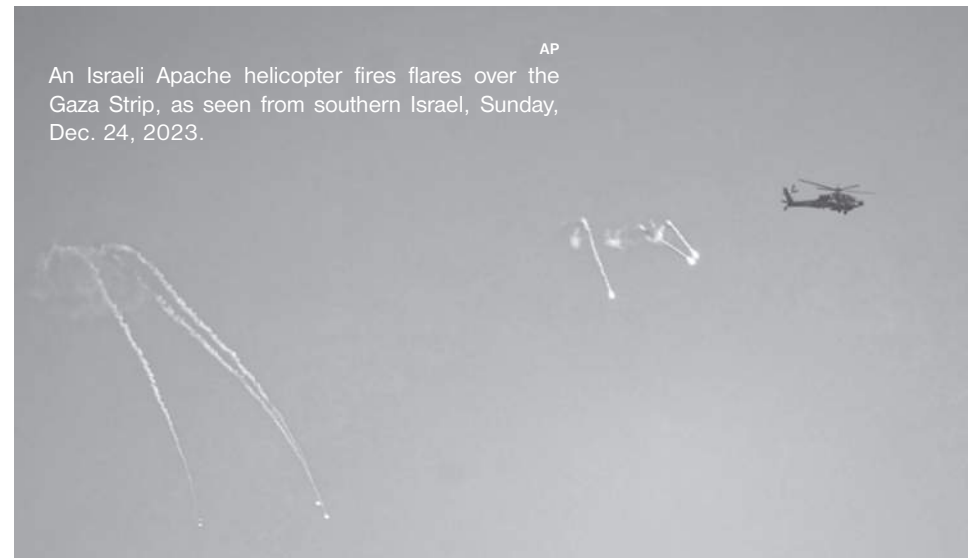 AP
An Israeli Apache helicopter fires flares over the
Gaza Strip, as seen from southern Israel, Sunday,
Dec. 24, 2023.